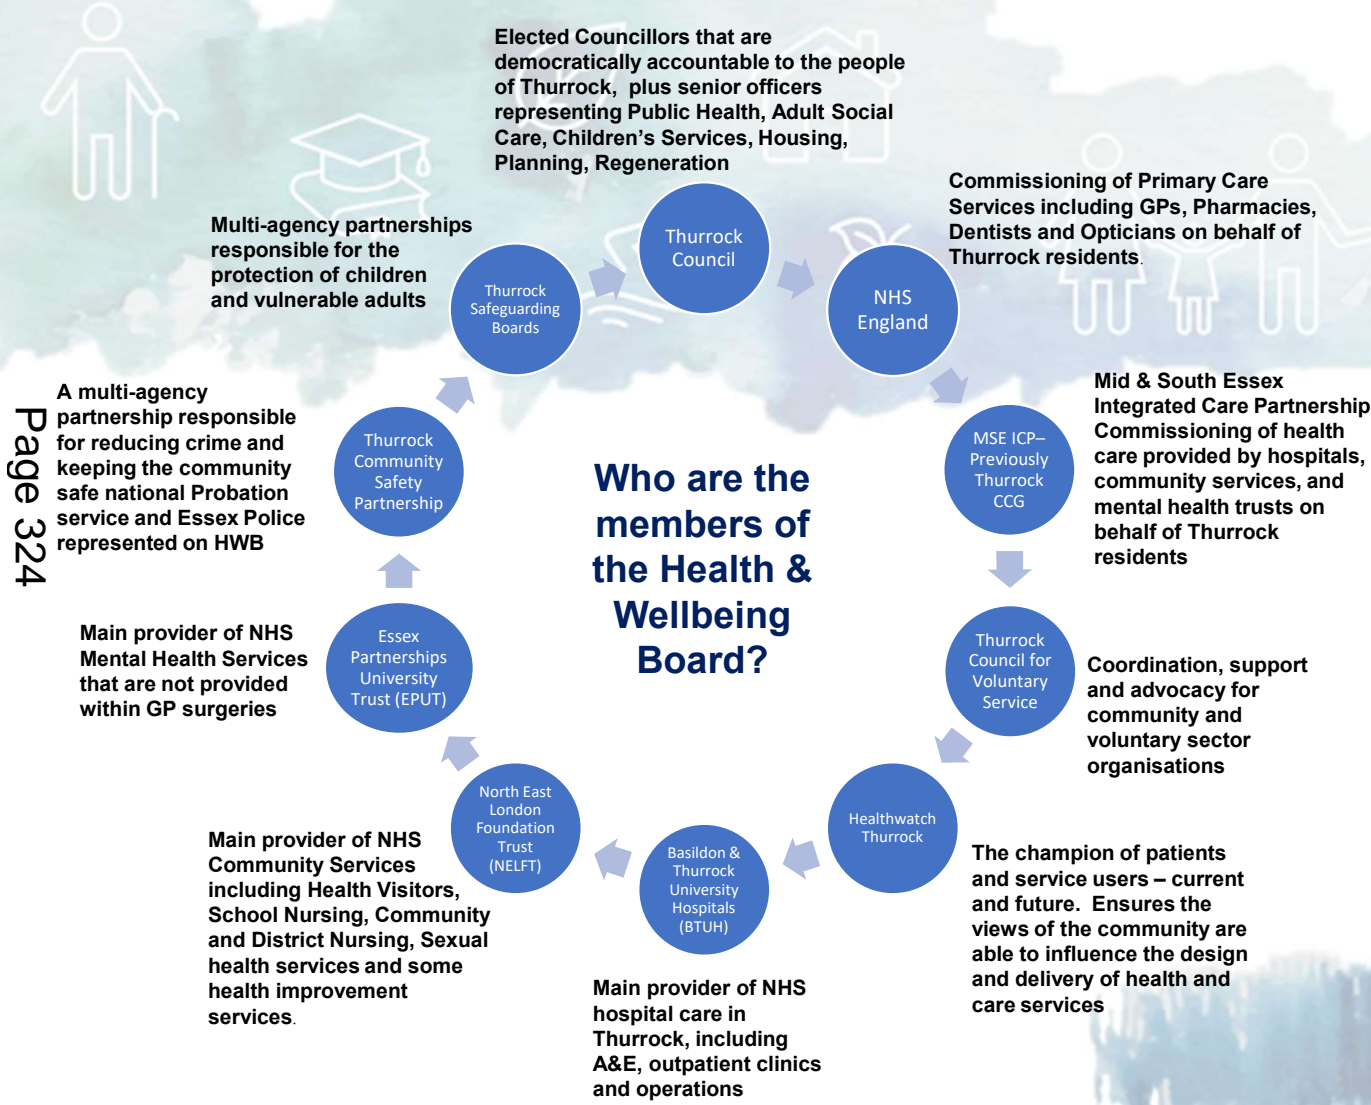 Elected Councillors that are
democratically accountable to the people
of Thurrock,  plus senior officers
representing Public Health, Adult Social
Care, Children's Services, Housing,
Planning, Regeneration
Thurrock
Council
Commissioning of Primary Care
Services including GPs, Pharmacies,
Dentists and Opticians on behalf of
Thurrock residents.
NHS
England
Mid & South Essex
Integrated Care Partnership
Commissioning of health
care provided by hospitals,
community services, and
mental health trusts on
behalf of Thurrock
residents
MSE ICP–
Previously
Thurrock
CCG
Thurrock
Council for
Voluntary
Service
Coordination, support
and advocacy for
community and
voluntary sector
organisations
Healthwatch
Thurrock
The champion of patients
and service users – current
and future.  Ensures the
views of the community are
able to influence the design
and delivery of health and
care services
Basildon &
Thurrock
University
Hospitals
(BTUH)
Main provider of NHS
hospital care in
Thurrock, including
A&E, outpatient clinics
and operations
North East
London
Foundation
Trust
(NELFT)
Main provider of NHS
Community Services
including Health Visitors,
School Nursing, Community
and District Nursing, Sexual
health services and some
health improvement
services.
Essex
Partnerships
University
Trust (EPUT)
Main provider of NHS
Mental Health Services
that are not provided
within GP surgeries
Thurrock
Community
Safety
Partnership
A multi-agency
partnership responsible
for reducing crime and
keeping the community
safe national Probation
service and Essex Police
represented on HWB
Thurrock
Safeguarding
Boards
Multi-agency partnerships
responsible for the
protection of children
and vulnerable adults
Who are the
members of
the Health &
Wellbeing
Board?
Page 324